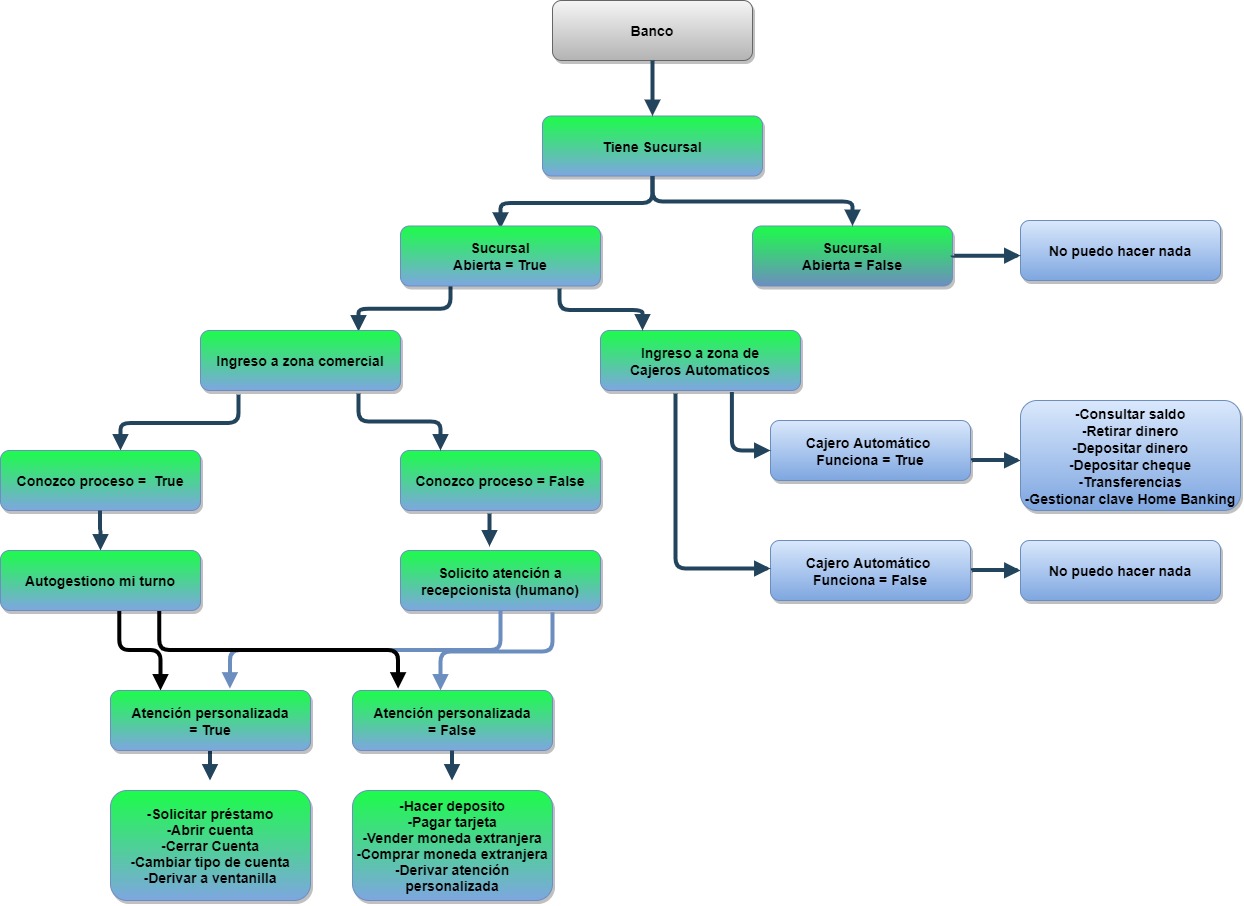 Banco
Tiene Sucursal
Sucursal
Abierta = True
Sucursal
Abierta = False
No puedo hacer nada
Ingreso a zona comercial
Ingreso a zona de
Cajeros Automaticos
Conozco proceso =  True
Conozco proceso = False
Cajero Automático
Funciona = True
-Consultar saldo
-Retirar dinero
-Depositar dinero
-Depositar cheque
-Transferencias
-Gestionar clave Home Banking
Autogestiono mi turno
Solicito atención a
recepcionista (humano)
Cajero Automático
Funciona = False
No puedo hacer nada
Atención personalizada
= True
Atención personalizada
= False
-Solicitar préstamo
-Abrir cuenta
-Cerrar Cuenta
-Cambiar tipo de cuenta
-Derivar a ventanilla
-Hacer deposito
-Pagar tarjeta
-Vender moneda extranjera
-Comprar moneda extranjera
-Derivar atención
personalizada